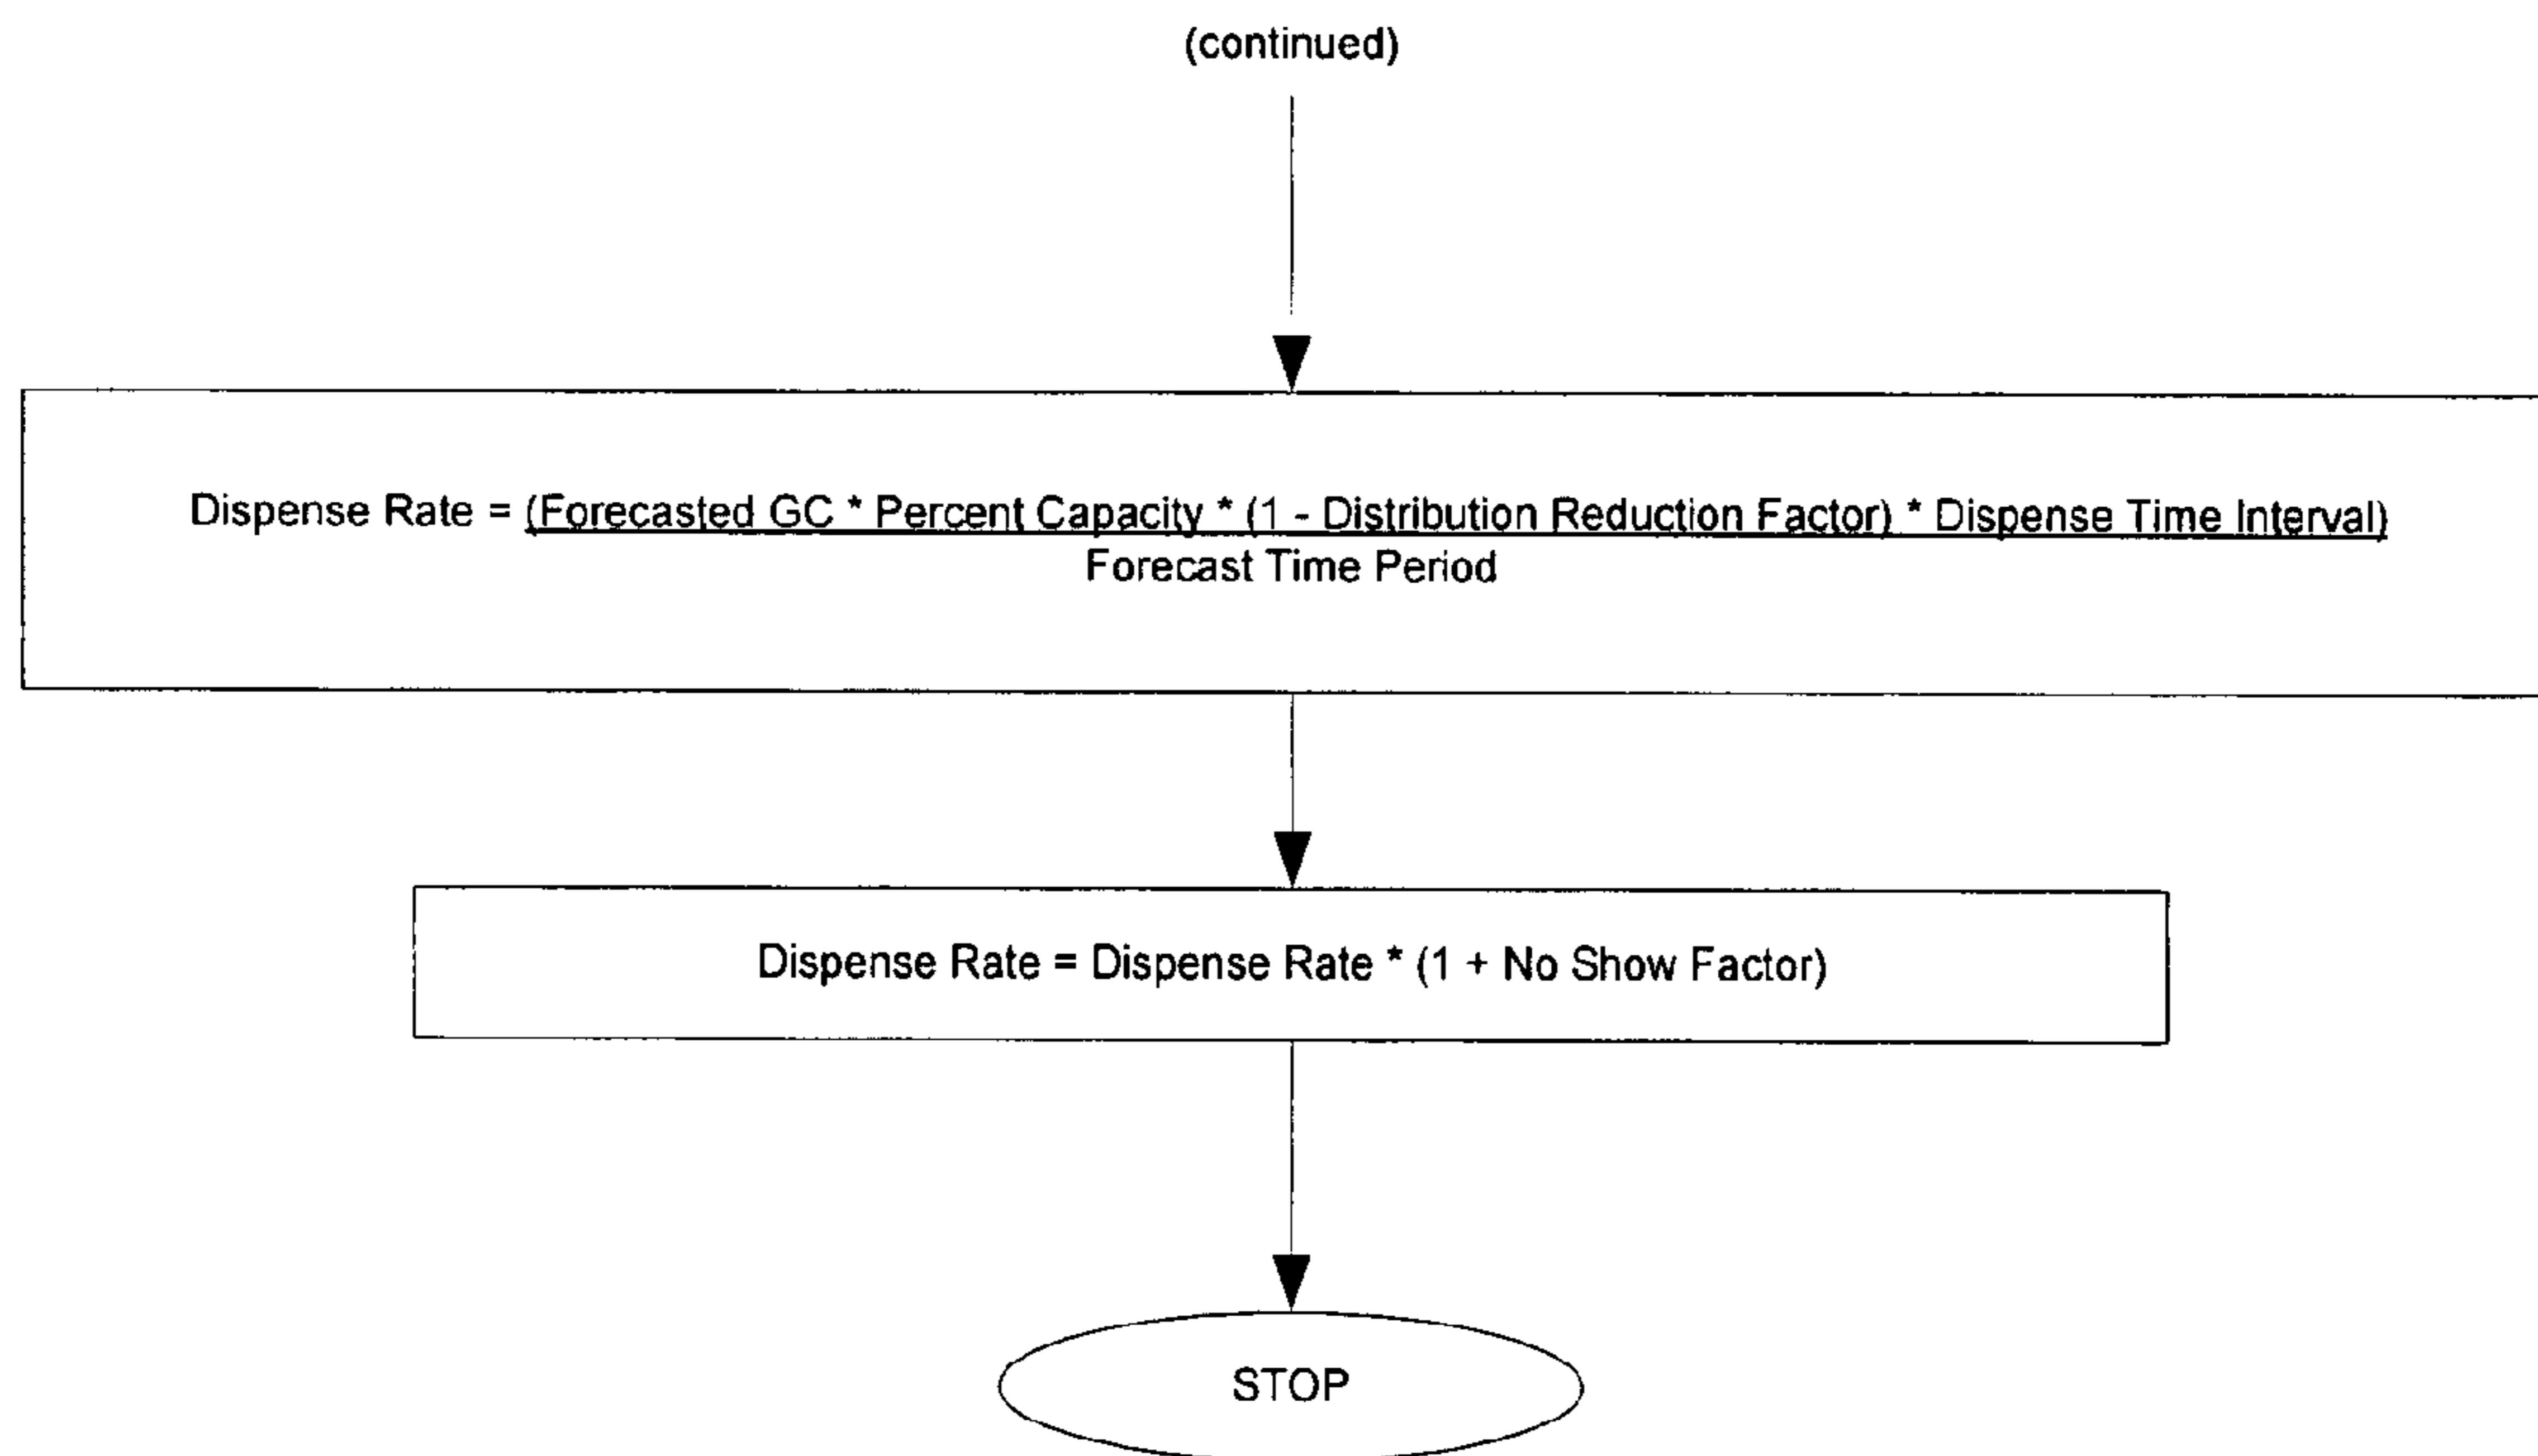 (continued)
Dispense Rate = (Forecasted GC * Percent Capacity * (1 - Distribution Reduction Factor) * Dispense Time Interval)
Forecast Time Period
Dispense Rate = Dispense Rate * (1 + No Show Factor)
STOP